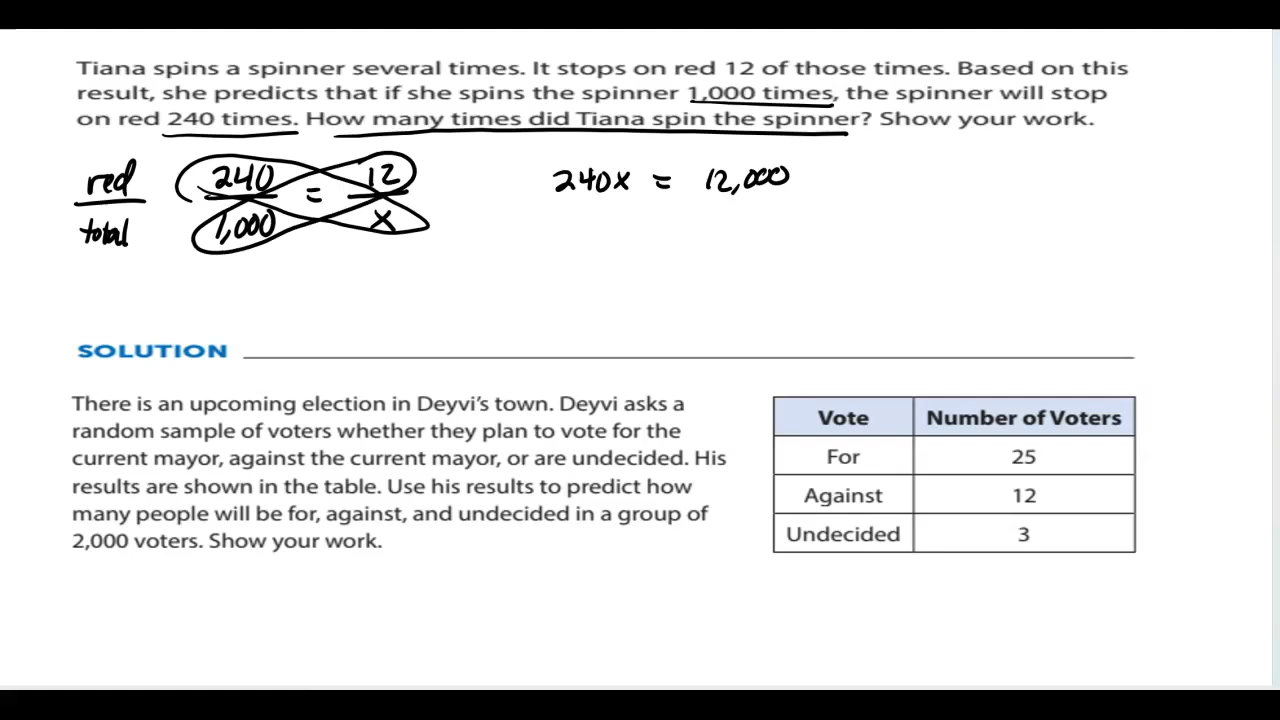 Tiana spins a spinner several times. It stops on red 12 of those times. Based on this
result, she predicts that if she spins the spinner 1,000 times, the spinner will stop
on red 240 times. How many times did Tiana spin the spinner? Show your work.
red 240 = 12
total 1,000 x
240x = 12,000
SOLUTION
There is an upcoming election in Deyvi's town. Deyvi asks a
random sample of voters whether they plan to vote for the
current mayor, against the current mayor, or are undecided. His
results are shown in the table. Use his results to predict how
many people will be for, against, and undecided in a group of
2,000 voters. Show your work.
Vote Number of Voters
For 25
Against 12
Undecided 3